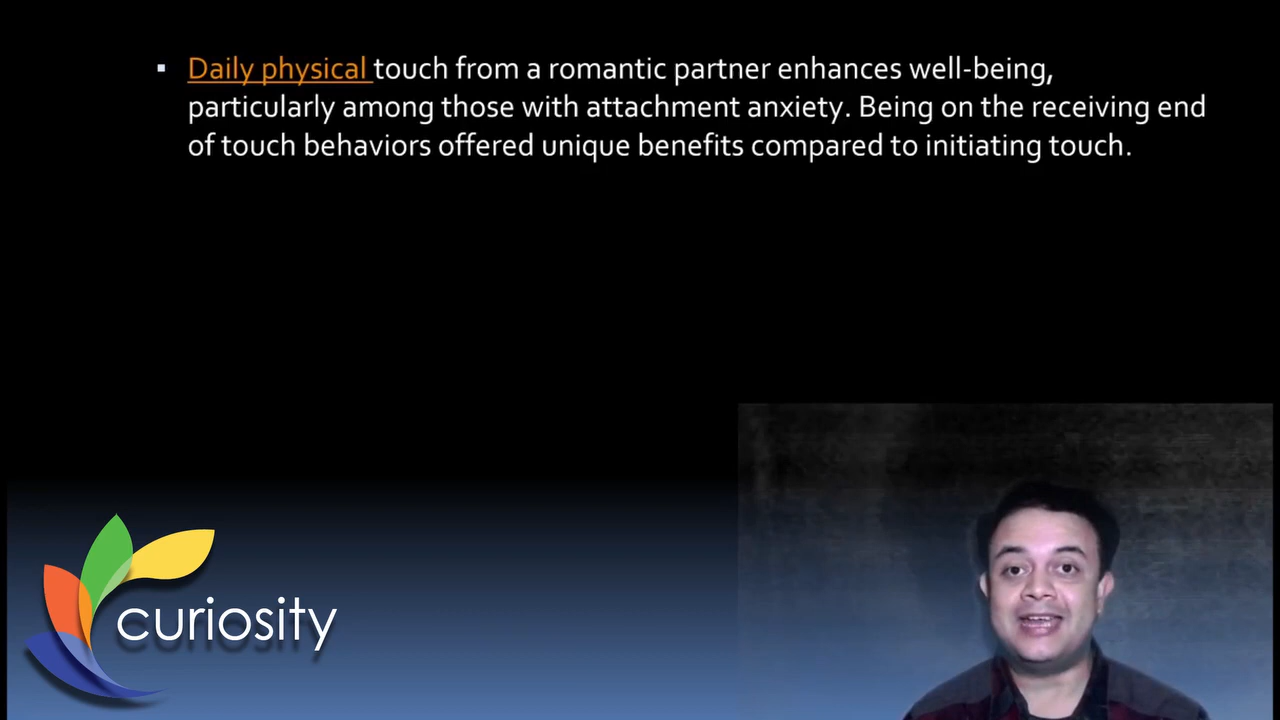 Daily physical touch from a romantic partner enhances well-being,
particularly among those with attachment anxiety. Being on the receiving end
of touch behaviors offered unique benefits compared to initiating touch.
curiosity